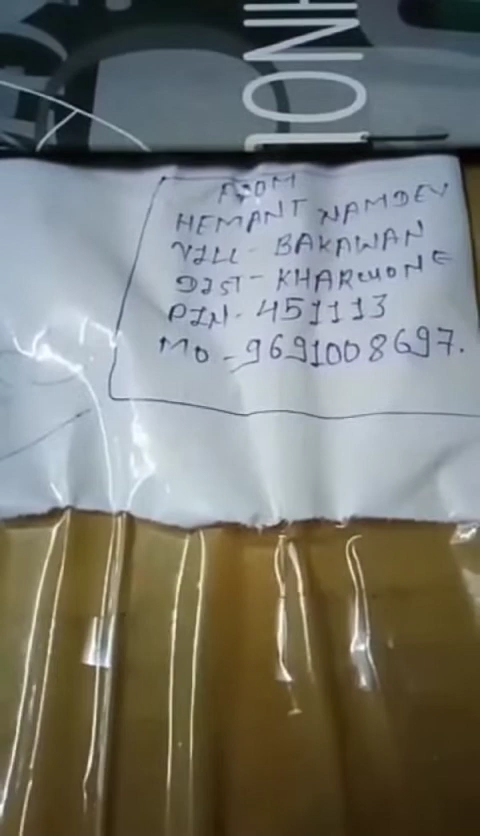 FROM
HEMANT NAMDEV
VILL - BAKAWAN
DIST - KHARGONE
PIN - 451113
MO - 9691008697.